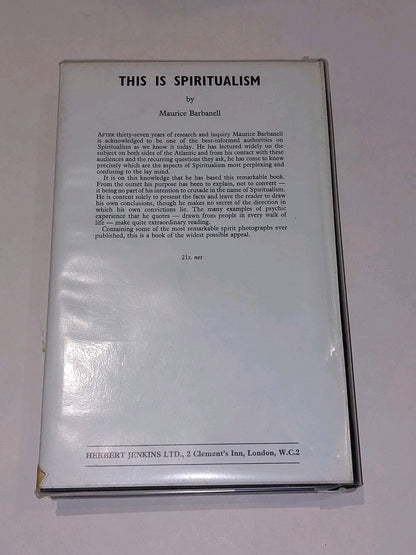 THIS IS SPIRITUALISM
by
Maurice Barbanell
AFTER thirty-seven years of research and inquiry Maurice Barbanell
is acknowledged to be one of the best-informed authorities on
Spiritualism as we know it today. He has lectured widely on the
subject on both sides of the Atlantic and from his contact with these
audiences and the recurring questions they ask, he has come to know
precisely which are the aspects of Spiritualism most perplexing and
confusing to the lay mind.
It is on this knowledge that he has based this remarkable book.
From the outset his purpose has been to explain, not to convert —
it being no part of his intention to crusade in the name of Spiritualism.
He is content solely to present the facts and leave the reader to draw
his own conclusions, though he makes no secret of the direction in
which his own convictions lie. The many examples of psychic
experience that he quotes — drawn from people in every walk of
life — make quite extraordinary reading.
Containing some of the most remarkable spirit photographs ever
published, this is a book of the widest possible appeal.
21s. net
HERBERT JENKINS LTD., 2 Clement's Inn, London, W.C.2